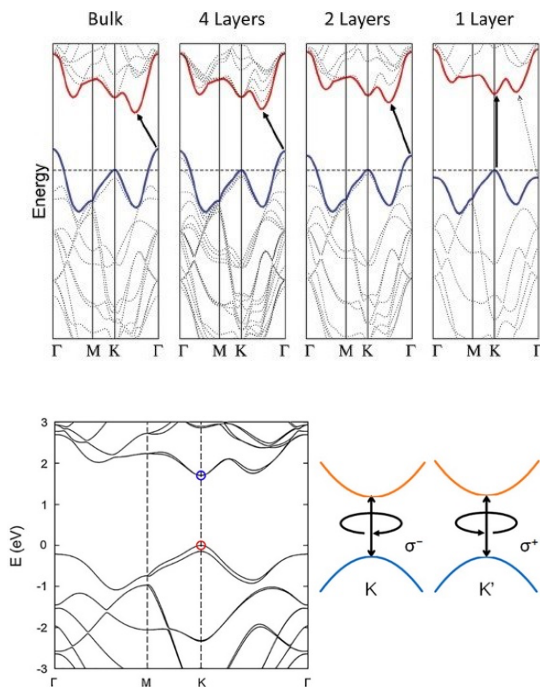 Bulk 4 Layers 2 Layers 1 Layer
Energy
Γ M K Γ Γ M K Γ Γ M K Γ Γ M K Γ
E (eV)
3
2
1
0
-1
-2
-3
Γ M K Γ
σ⁻ σ⁺
K K'